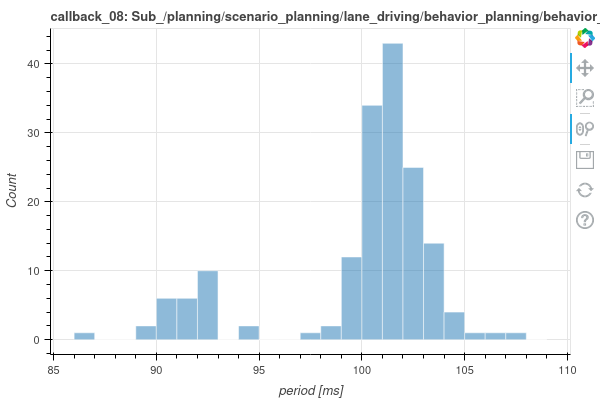 callback_08: Sub_/planning/scenario_planning/lane_driving/behavior_planning/behavior_
Count
40
30
20
10
0
85 90 95 100 105 110
period [ms]